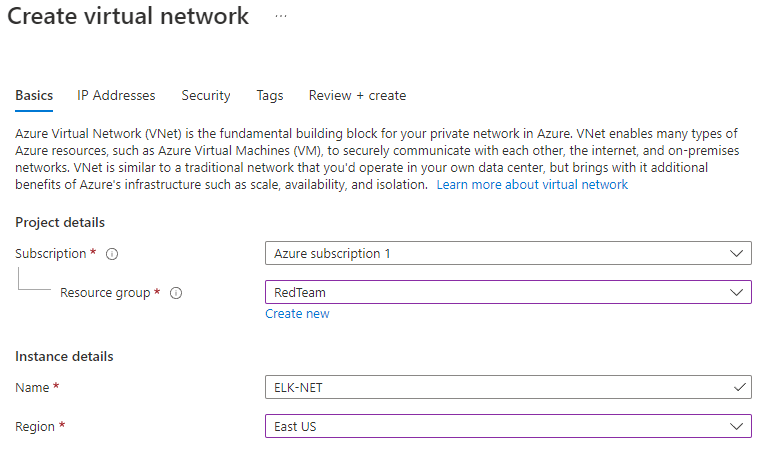 Create virtual network ...
Basics IP Addresses Security Tags Review + create
Azure Virtual Network (VNet) is the fundamental building block for your private network in Azure. VNet enables many types of
Azure resources, such as Azure Virtual Machines (VM), to securely communicate with each other, the internet, and on-premises
networks. VNet is similar to a traditional network that you'd operate in your own data center, but brings with it additional
benefits of Azure's infrastructure such as scale, availability, and isolation. Learn more about virtual network
Project details
Subscription * Azure subscription 1
Resource group * RedTeam
Create new
Instance details
Name * ELK-NET
Region * East US